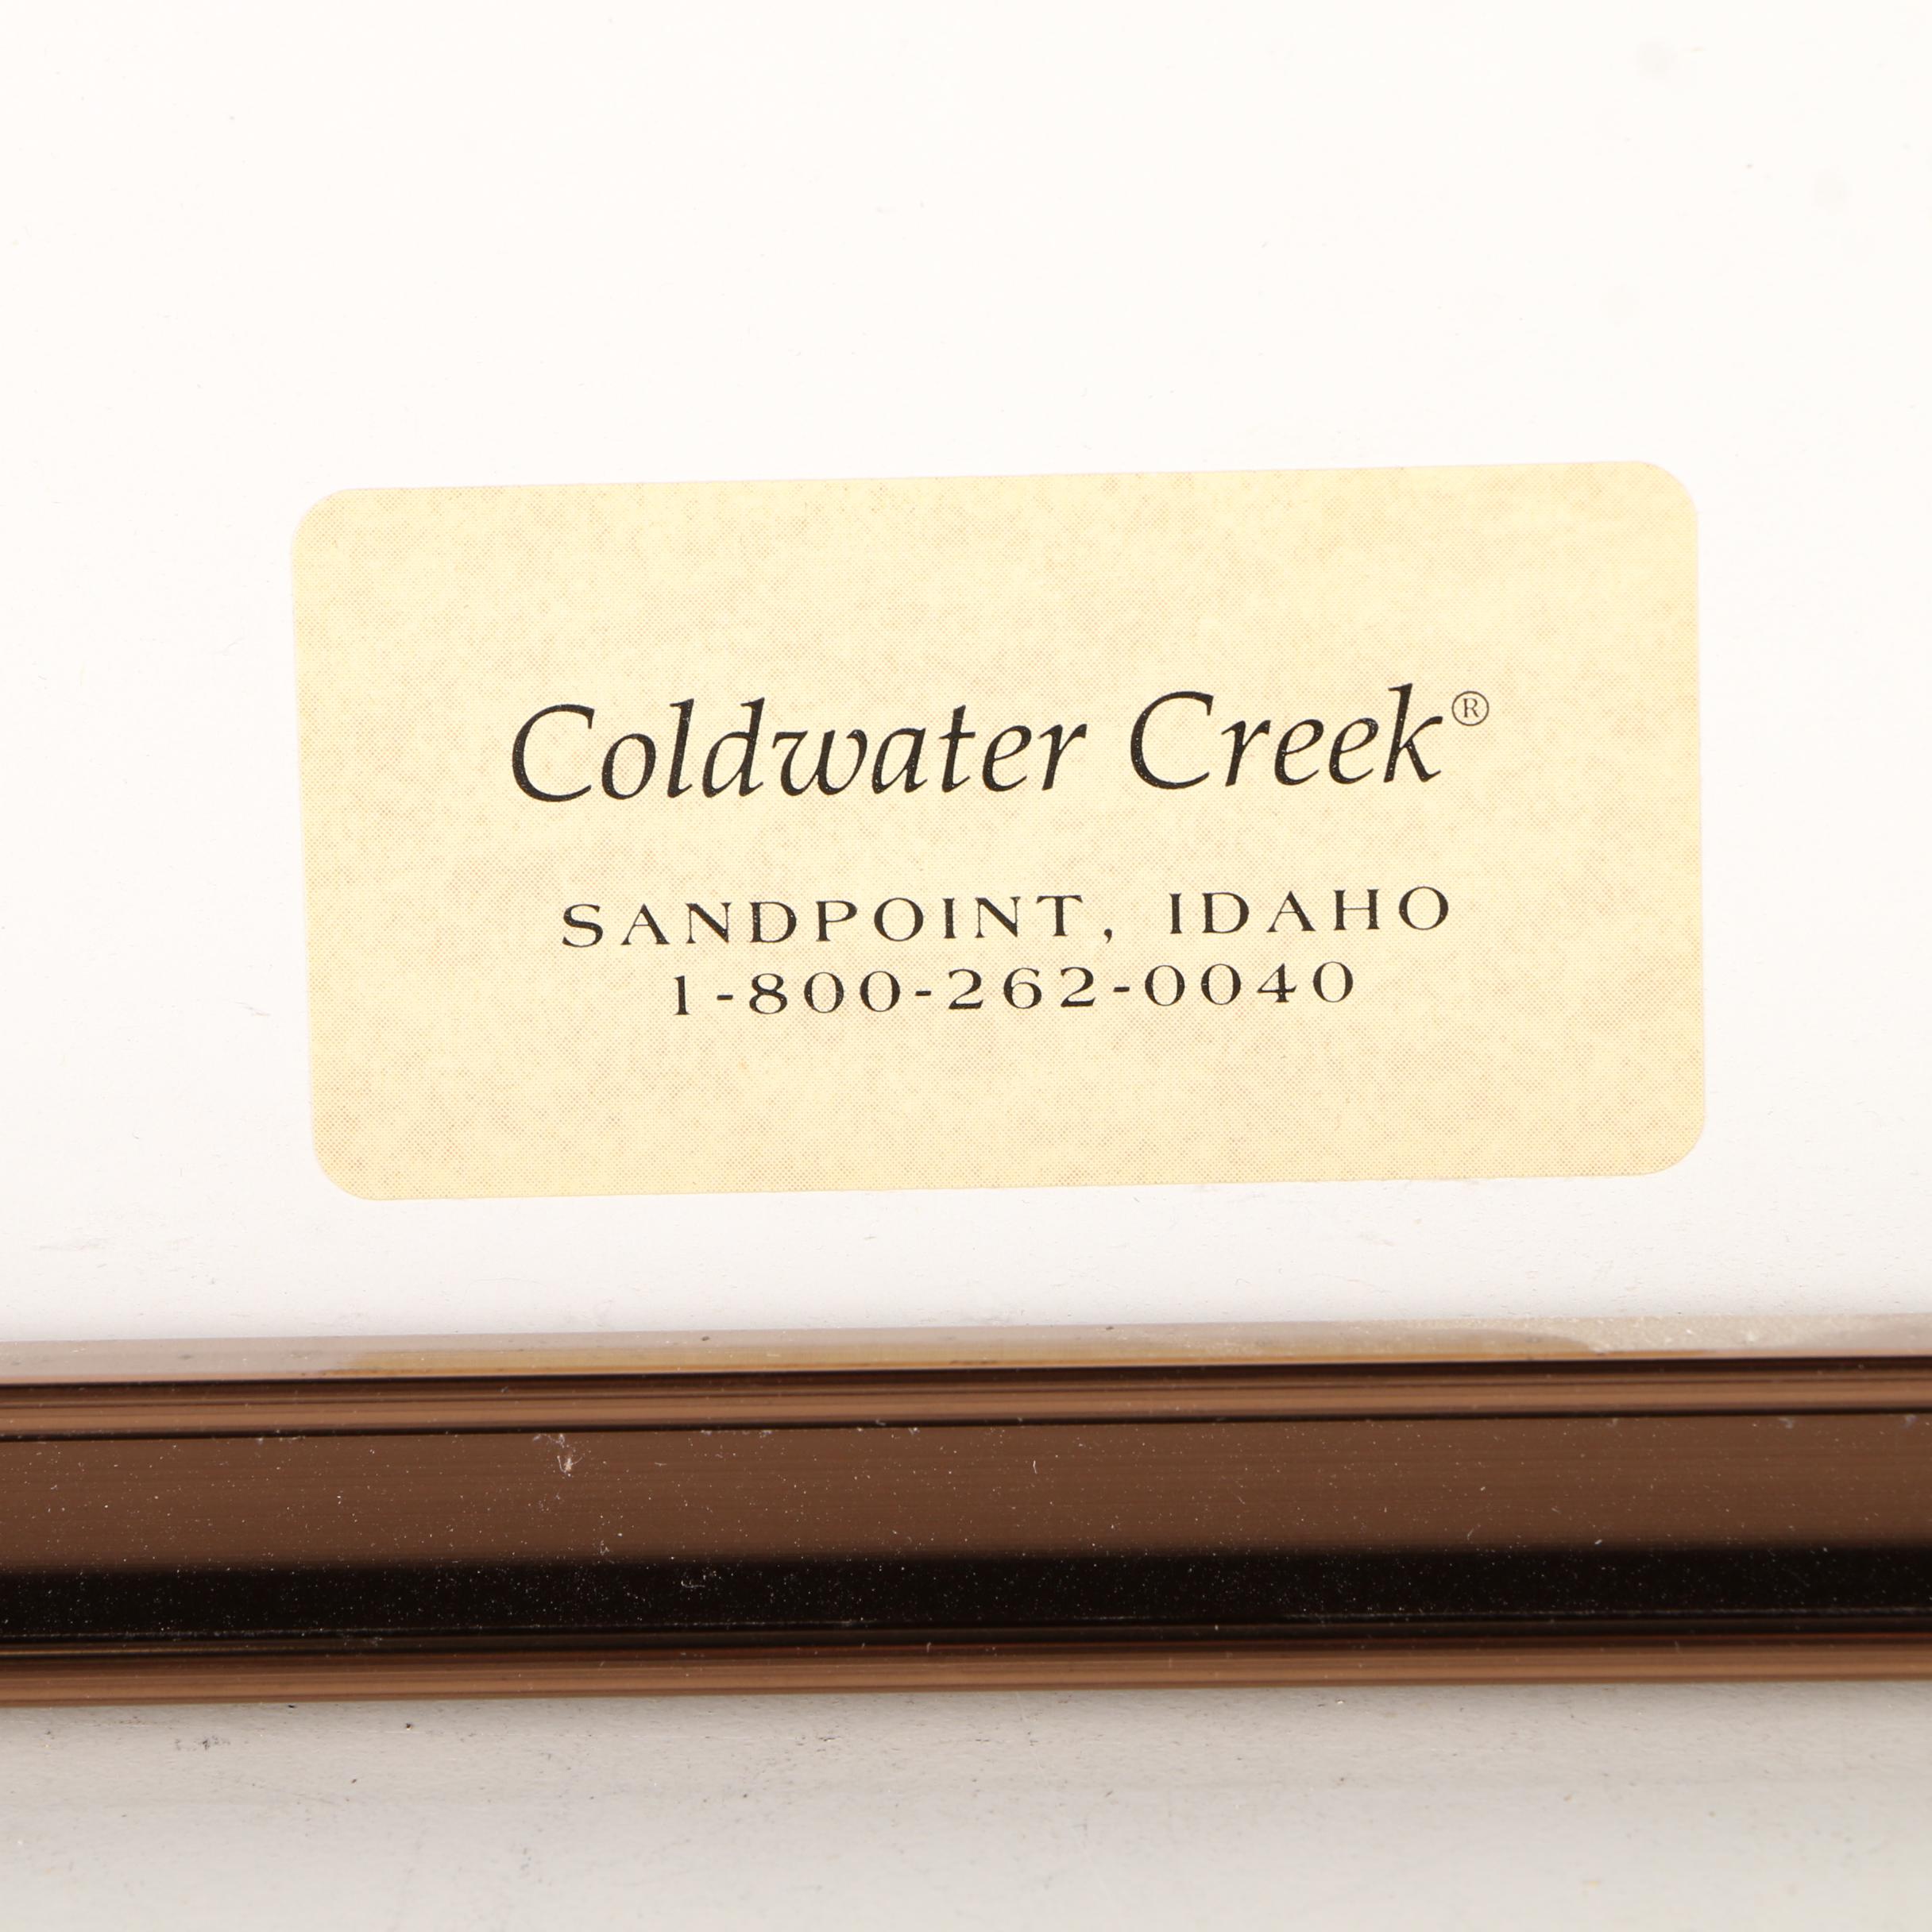 Coldwater Creek®
SANDPOINT, IDAHO
1-800-262-0040